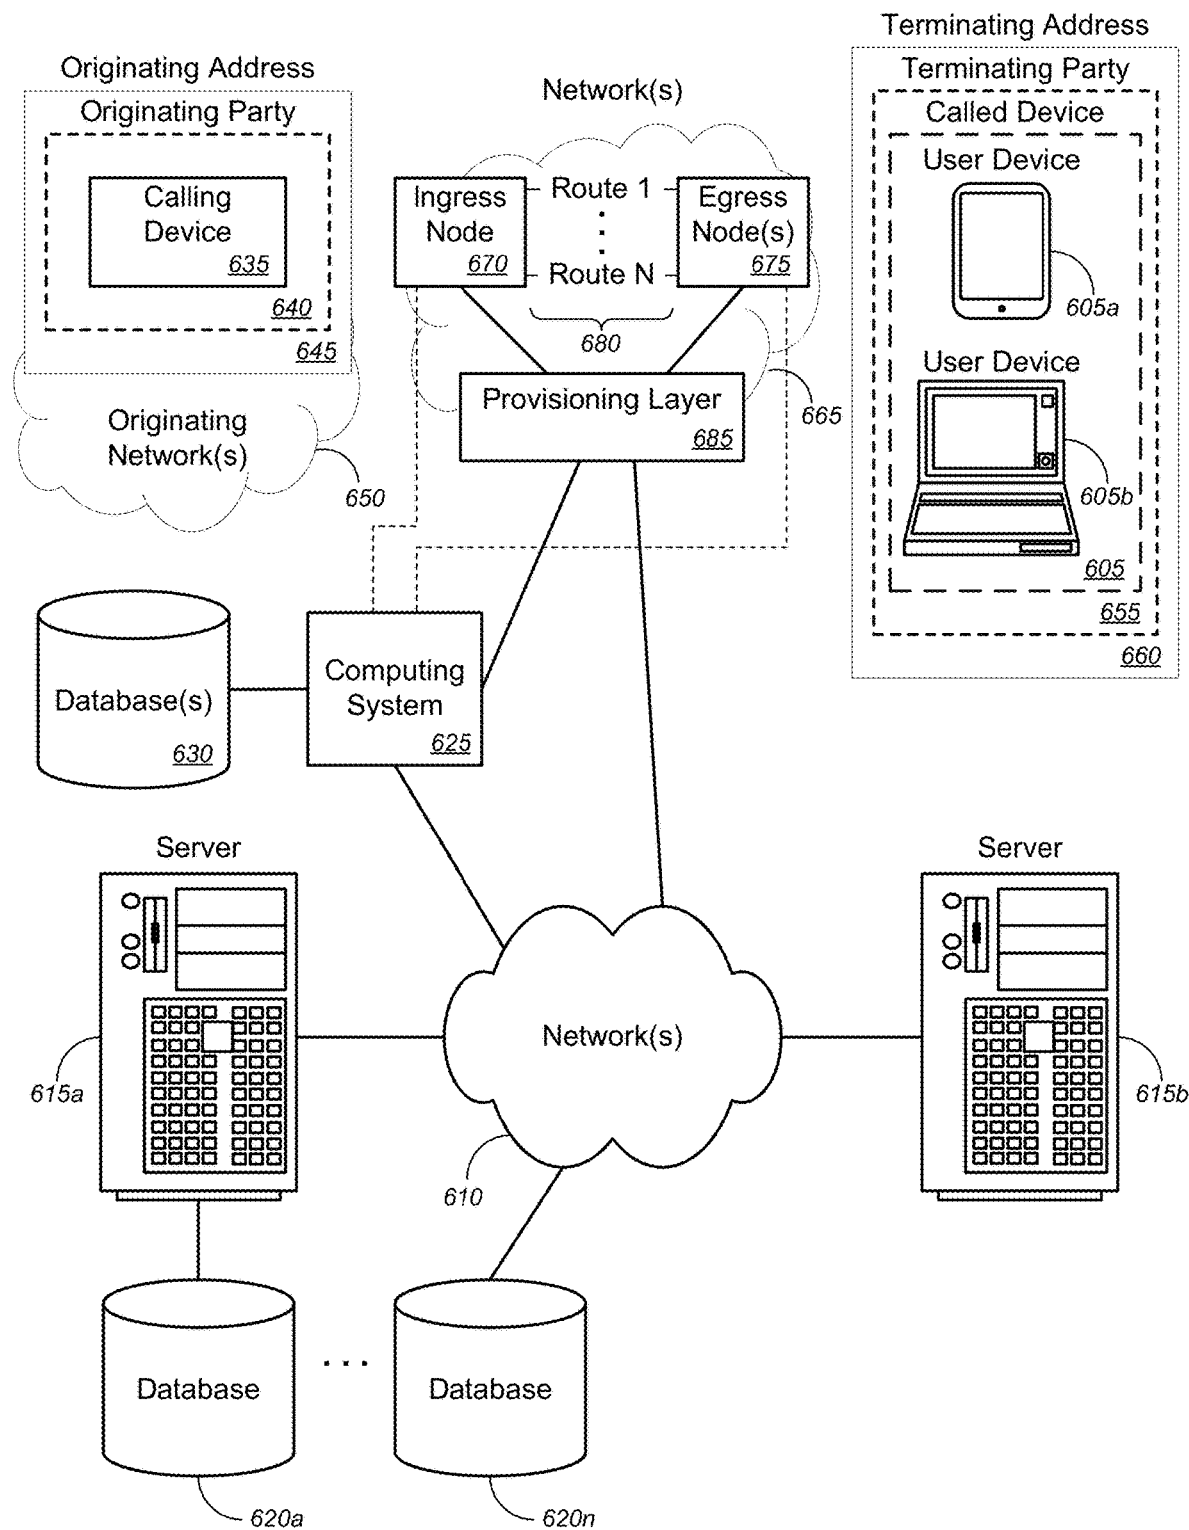 Originating Address
Originating Party
Calling
Device
635
640
645
Originating
Network(s)
650
Network(s)
Ingress
Node
670
Route 1
Route N
Egress
Node(s)
675
680
Provisioning Layer
685
665
Terminating Address
Terminating Party
Called Device
User Device
605a
User Device
605b
605
655
660
Database(s)
630
Computing
System
625
Server
615a
Network(s)
610
Server
615b
Database
620a
. . .
Database
620n